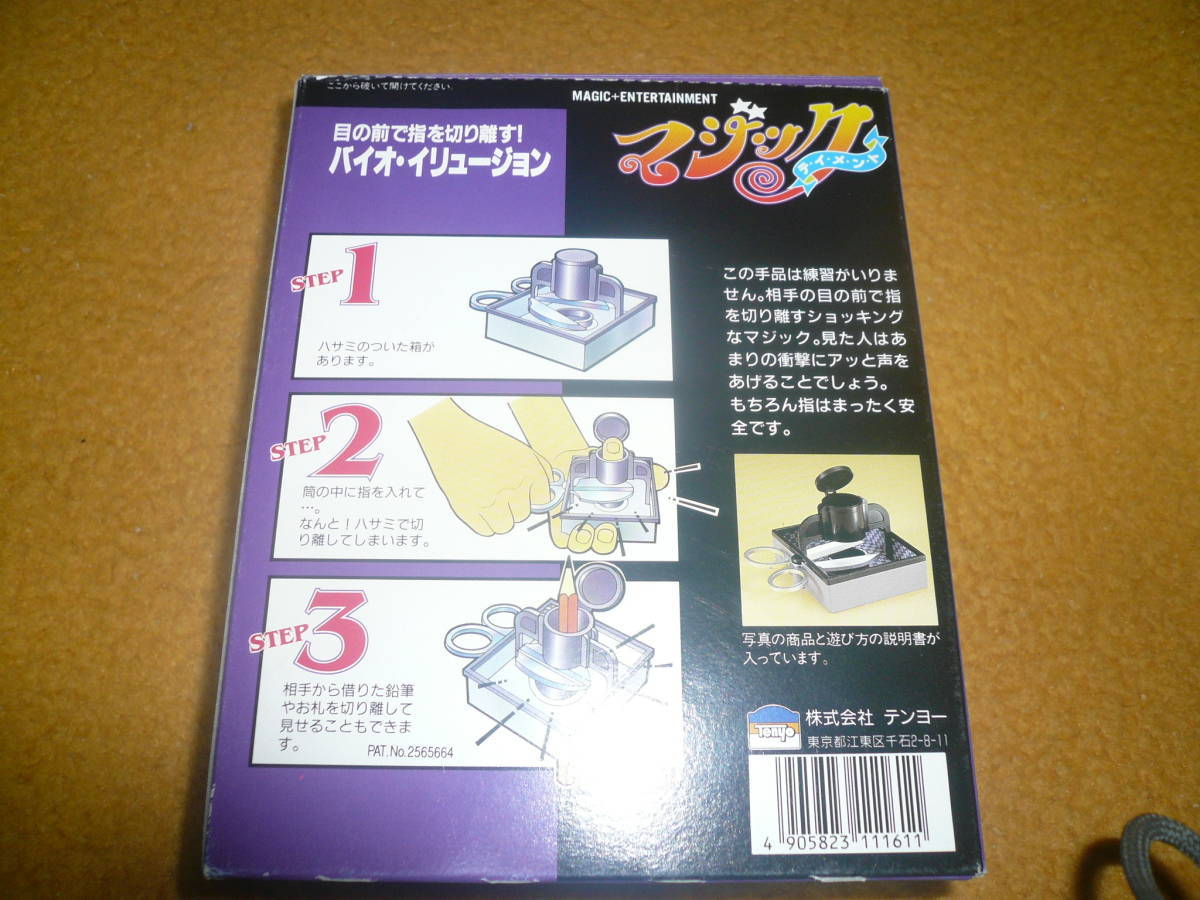 ここから破いて開けてください。
MAGIC+ENTERTAINMENT
マジック
テ・イ・メ・ン・ト
目の前で指を切り離す!
バイオ・イリュージョン
STEP 1
ハサミのついた箱が
あります。
STEP 2
筒の中に指を入れて
…。
なんと!ハサミで切
り離してしまいます。
STEP 3
相手から借りた鉛筆
やお札を切り離して
見せることもできま
す。
PAT.No.2565664
この手品は練習がいりま
せん。相手の目の前で指
を切り離すショッキング
なマジック。見た人はあ
まりの衝撃にアッと声を
あげることでしょう。
もちろん指はまったく安
全です。
写真の商品と遊び方の説明書が
入っています。
Tenyo
株式会社 テンヨー
東京都江東区千石2-8-11
4 905823 111611